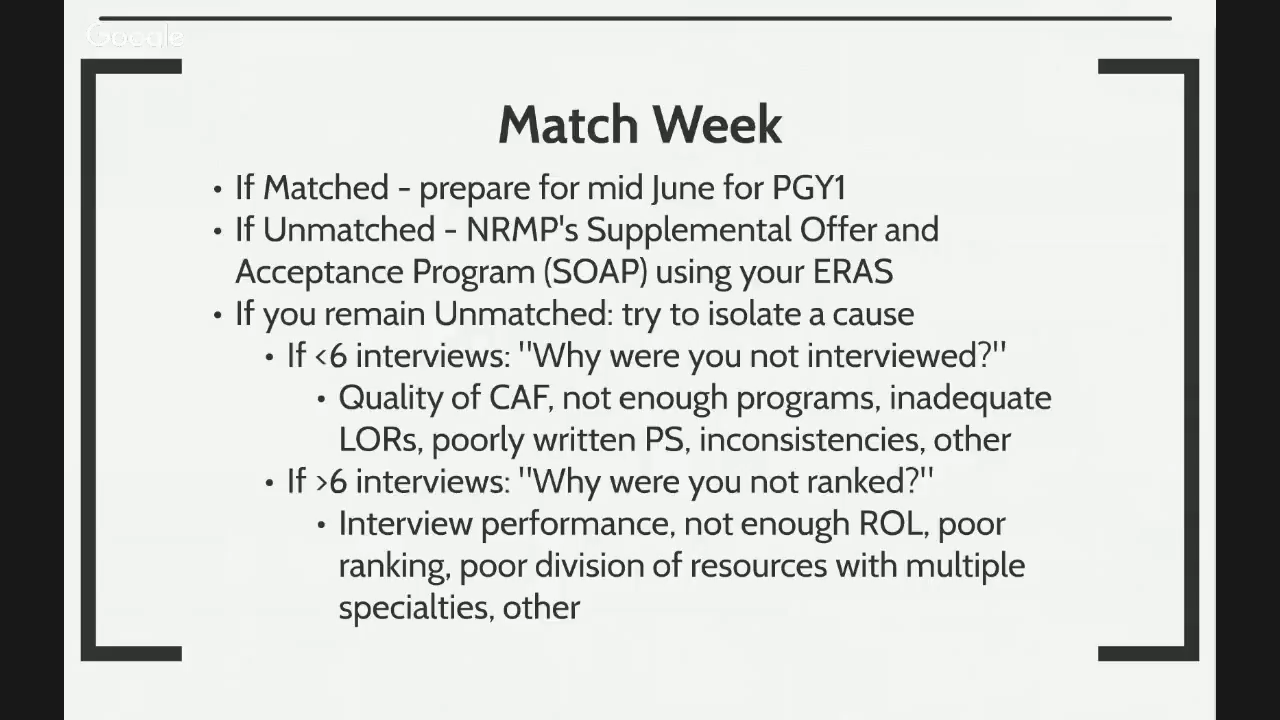 Google
Match Week
• If Matched - prepare for mid June for PGY1
• If Unmatched - NRMP's Supplemental Offer and
Acceptance Program (SOAP) using your ERAS
• If you remain Unmatched: try to isolate a cause
• If <6 interviews: "Why were you not interviewed?"
• Quality of CAF, not enough programs, inadequate
LORs, poorly written PS, inconsistencies, other
• If >6 interviews: "Why were you not ranked?"
• Interview performance, not enough ROL, poor
ranking, poor division of resources with multiple
specialties, other